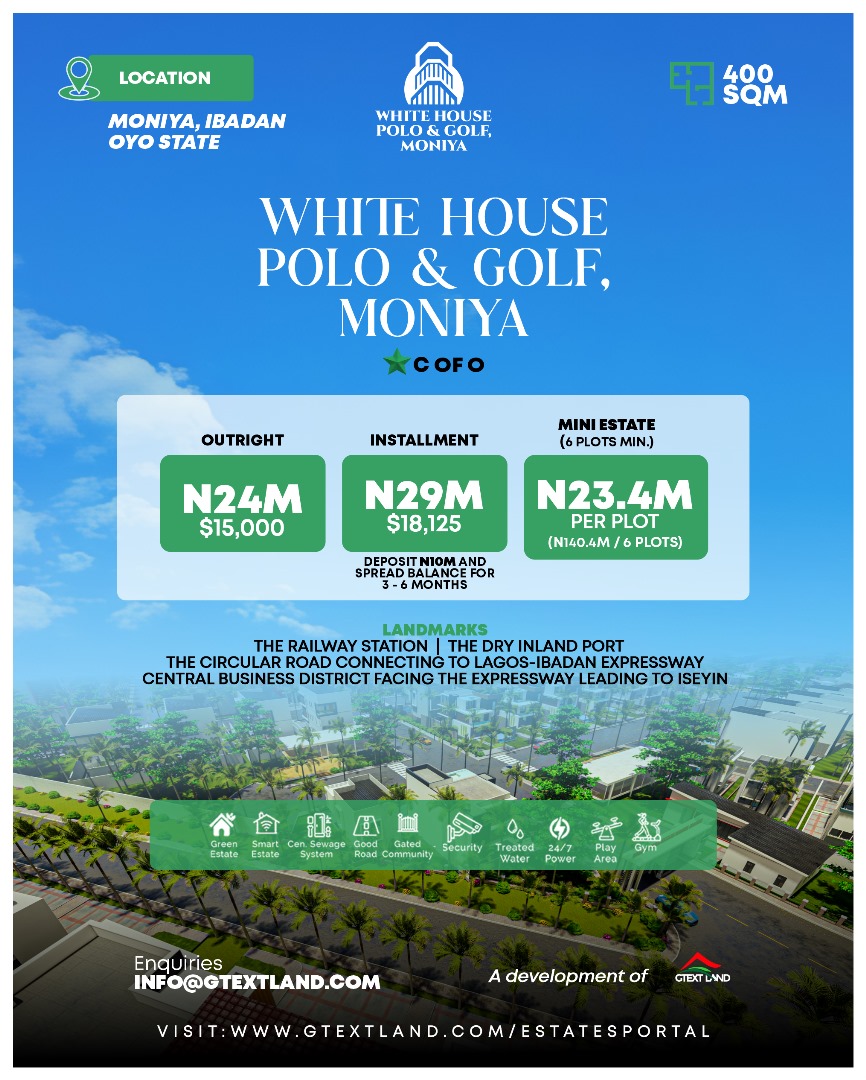 LOCATION
MONIYA, IBADAN
OYO STATE
WHITE HOUSE
POLO & GOLF,
MONIYA
400
SQM
WHITE HOUSE
POLO & GOLF,
MONIYA
C OF O
OUTRIGHT
N24M
$15,000
INSTALLMENT
N29M
$18,125
DEPOSIT N10M AND
SPREAD BALANCE FOR
3 - 6 MONTHS
MINI ESTATE
(6 PLOTS MIN.)
N23.4M
PER PLOT
(N140.4M / 6 PLOTS)
LANDMARKS
THE RAILWAY STATION | THE DRY INLAND PORT
THE CIRCULAR ROAD CONNECTING TO LAGOS-IBADAN EXPRESSWAY
CENTRAL BUSINESS DISTRICT FACING THE EXPRESSWAY LEADING TO ISEYIN
Green
Estate
Smart
Estate
Cen. Sewage
System
Good
Road
Gated
Community
Security
Treated
Water
24/7
Power
Play
Area
Gym
Enquiries
INFO@GTEXTLAND.COM
A development of
GTEXT LAND
VISIT:WWW.GTEXTLAND.COM/ESTATESPORTAL